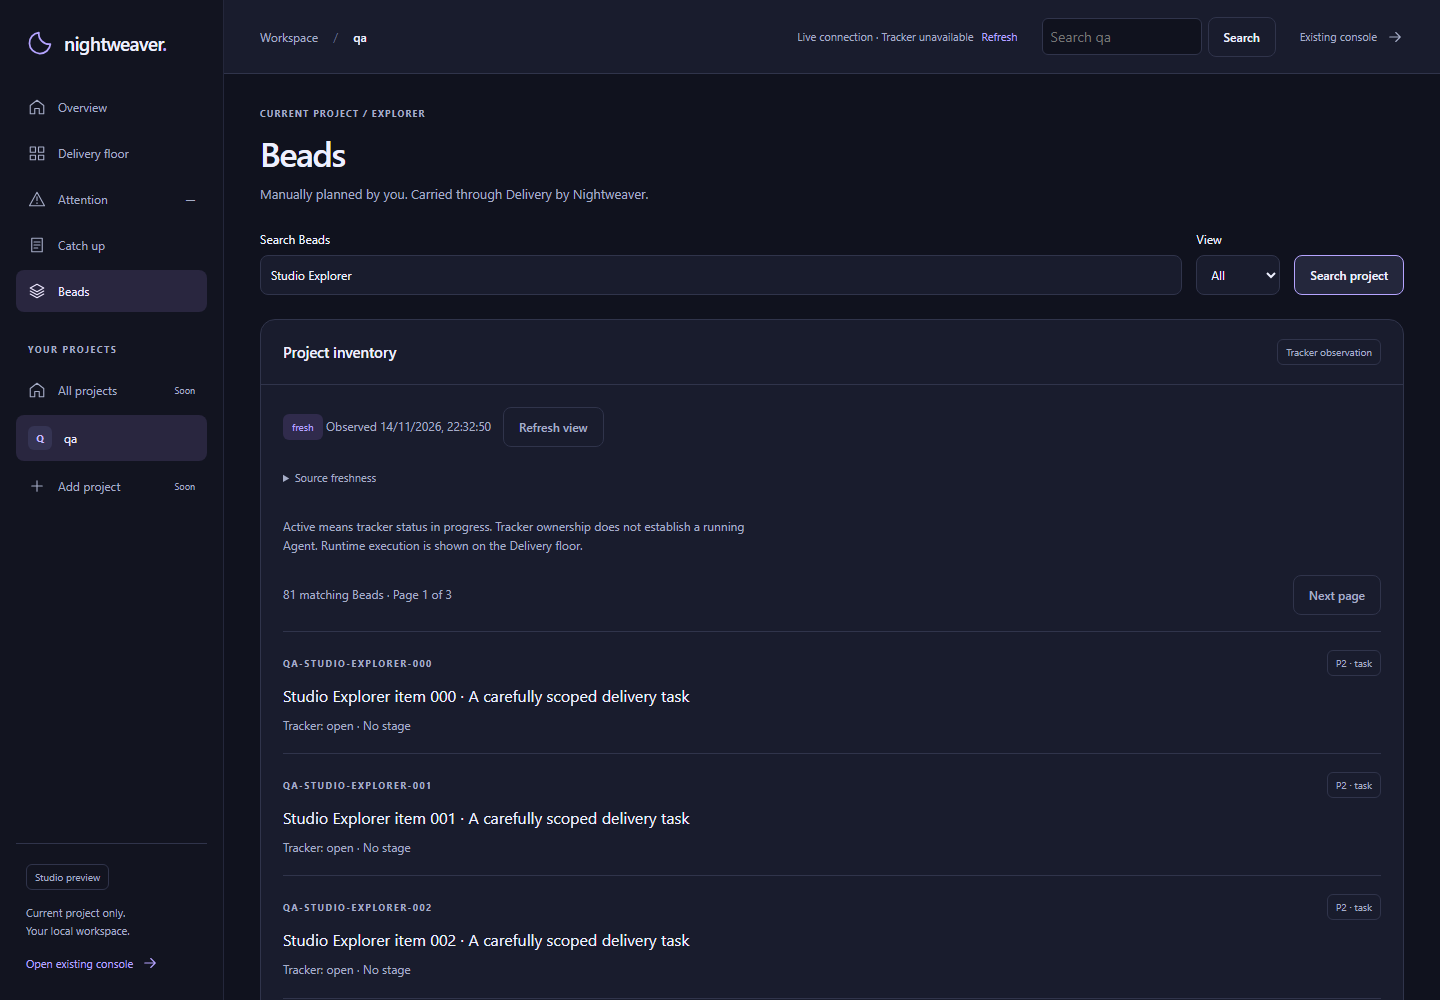 nightweaver.
Overview
Delivery floor
Attention —
Catch up
Beads
YOUR PROJECTS
All projects Soon
Q qa
Add project Soon
Studio preview
Current project only.
Your local workspace.
Open existing console →
Workspace / qa
Live connection · Tracker unavailable Refresh
Search qa
Search
Existing console →
CURRENT PROJECT / EXPLORER
Beads
Manually planned by you. Carried through Delivery by Nightweaver.
Search Beads
Studio Explorer
View
All
Search project
Project inventory
Tracker observation
fresh Observed 14/11/2026, 22:32:50 Refresh view
▶ Source freshness
Active means tracker status in progress. Tracker ownership does not establish a running
Agent. Runtime execution is shown on the Delivery floor.
81 matching Beads · Page 1 of 3
Next page
QA-STUDIO-EXPLORER-000
P2 · task
Studio Explorer item 000 · A carefully scoped delivery task
Tracker: open · No stage
QA-STUDIO-EXPLORER-001
P2 · task
Studio Explorer item 001 · A carefully scoped delivery task
Tracker: open · No stage
QA-STUDIO-EXPLORER-002
P2 · task
Studio Explorer item 002 · A carefully scoped delivery task
Tracker: open · No stage